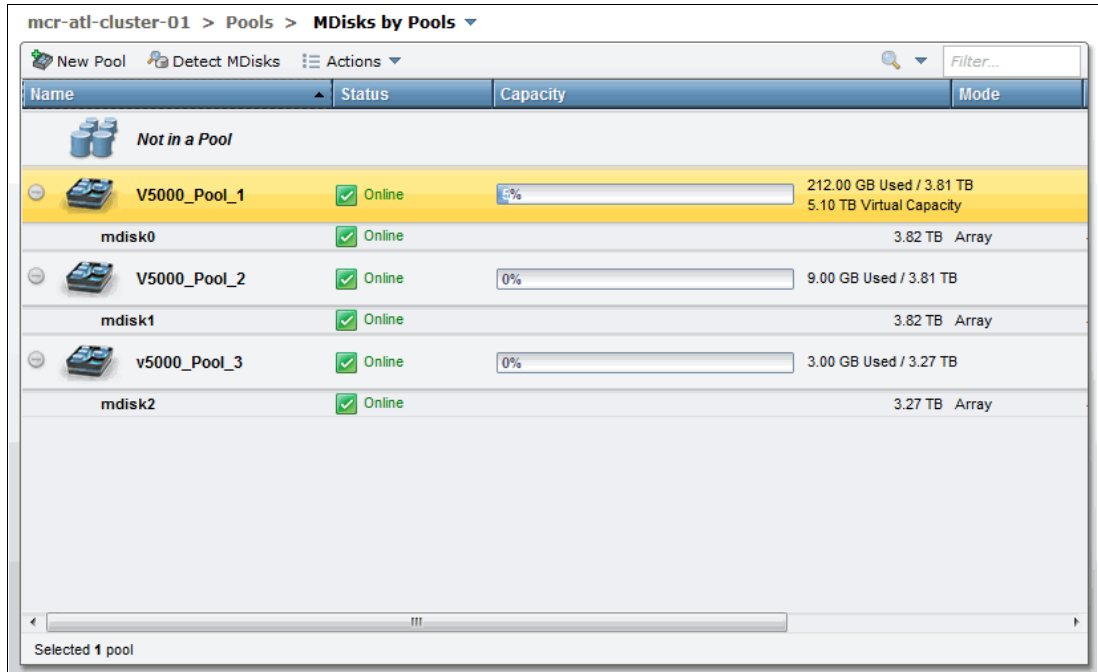 mcr-atl-cluster-01 > Pools > MDisks by Pools
New Pool Detect MDisks Actions Filter...
Name Status Capacity Mode
Not in a Pool
V5000_Pool_1 Online 5% 212.00 GB Used / 3.81 TB
5.10 TB Virtual Capacity
mdisk0 Online 3.82 TB Array
V5000_Pool_2 Online 0% 9.00 GB Used / 3.81 TB
mdisk1 Online 3.82 TB Array
v5000_Pool_3 Online 0% 3.00 GB Used / 3.27 TB
mdisk2 Online 3.27 TB Array
Selected 1 pool